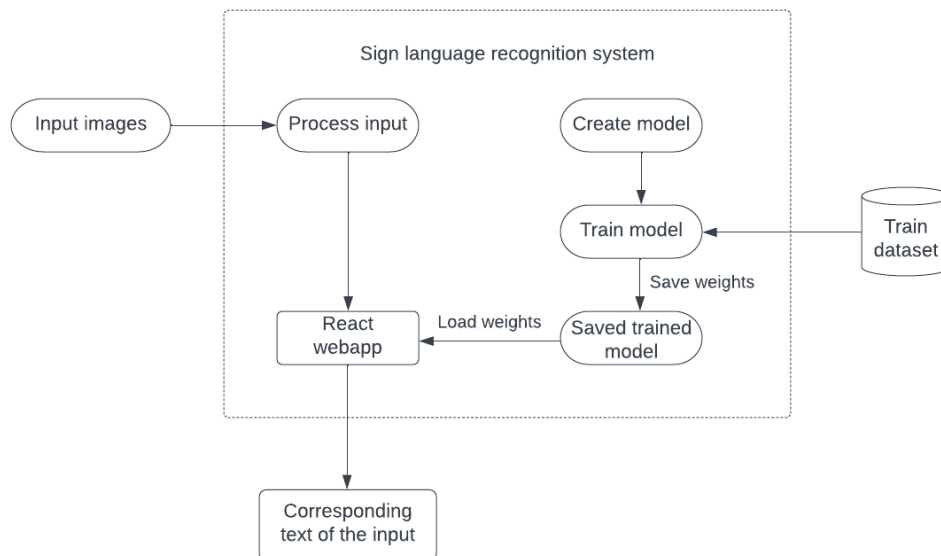 Sign language recognition system
Input images
Process input
Create model
Train model
Train
dataset
Save weights
React
webapp
Load weights
Saved trained
model
Corresponding
text of the input